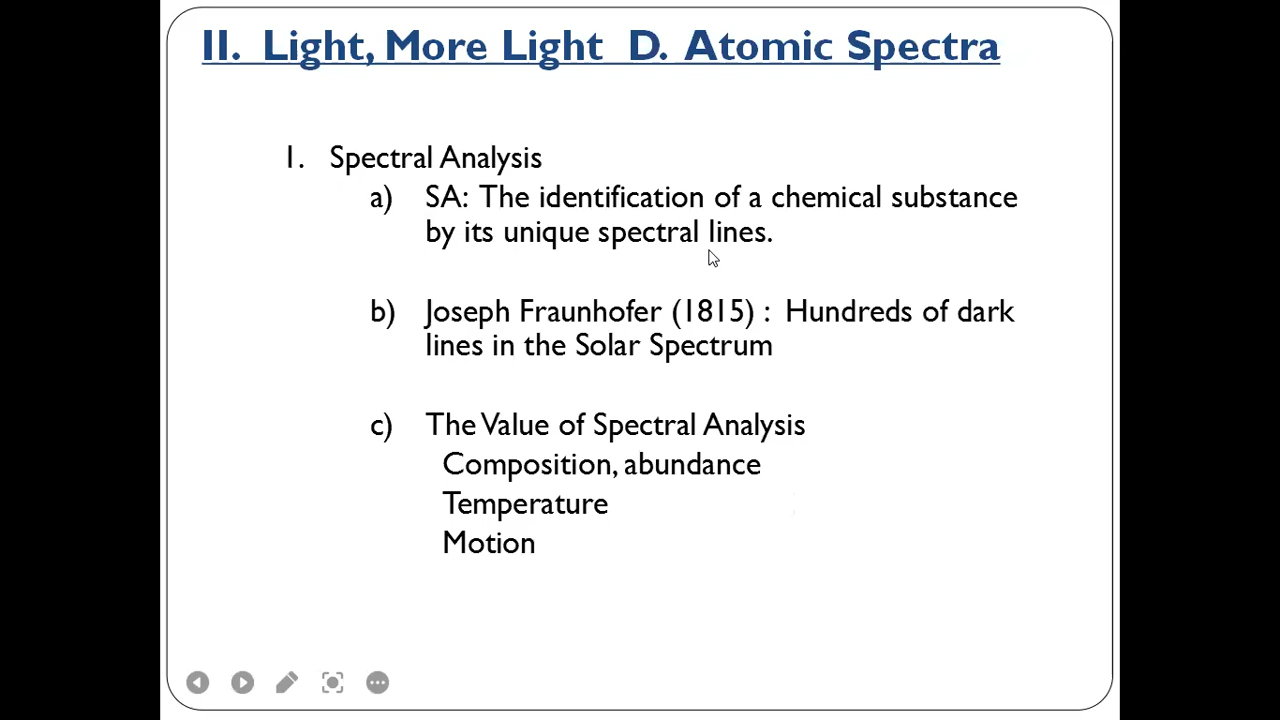 II. Light, More Light D. Atomic Spectra
1. Spectral Analysis
a) SA: The identification of a chemical substance
by its unique spectral lines.
b) Joseph Fraunhofer (1815) : Hundreds of dark
lines in the Solar Spectrum
c) The Value of Spectral Analysis
Composition, abundance
Temperature
Motion